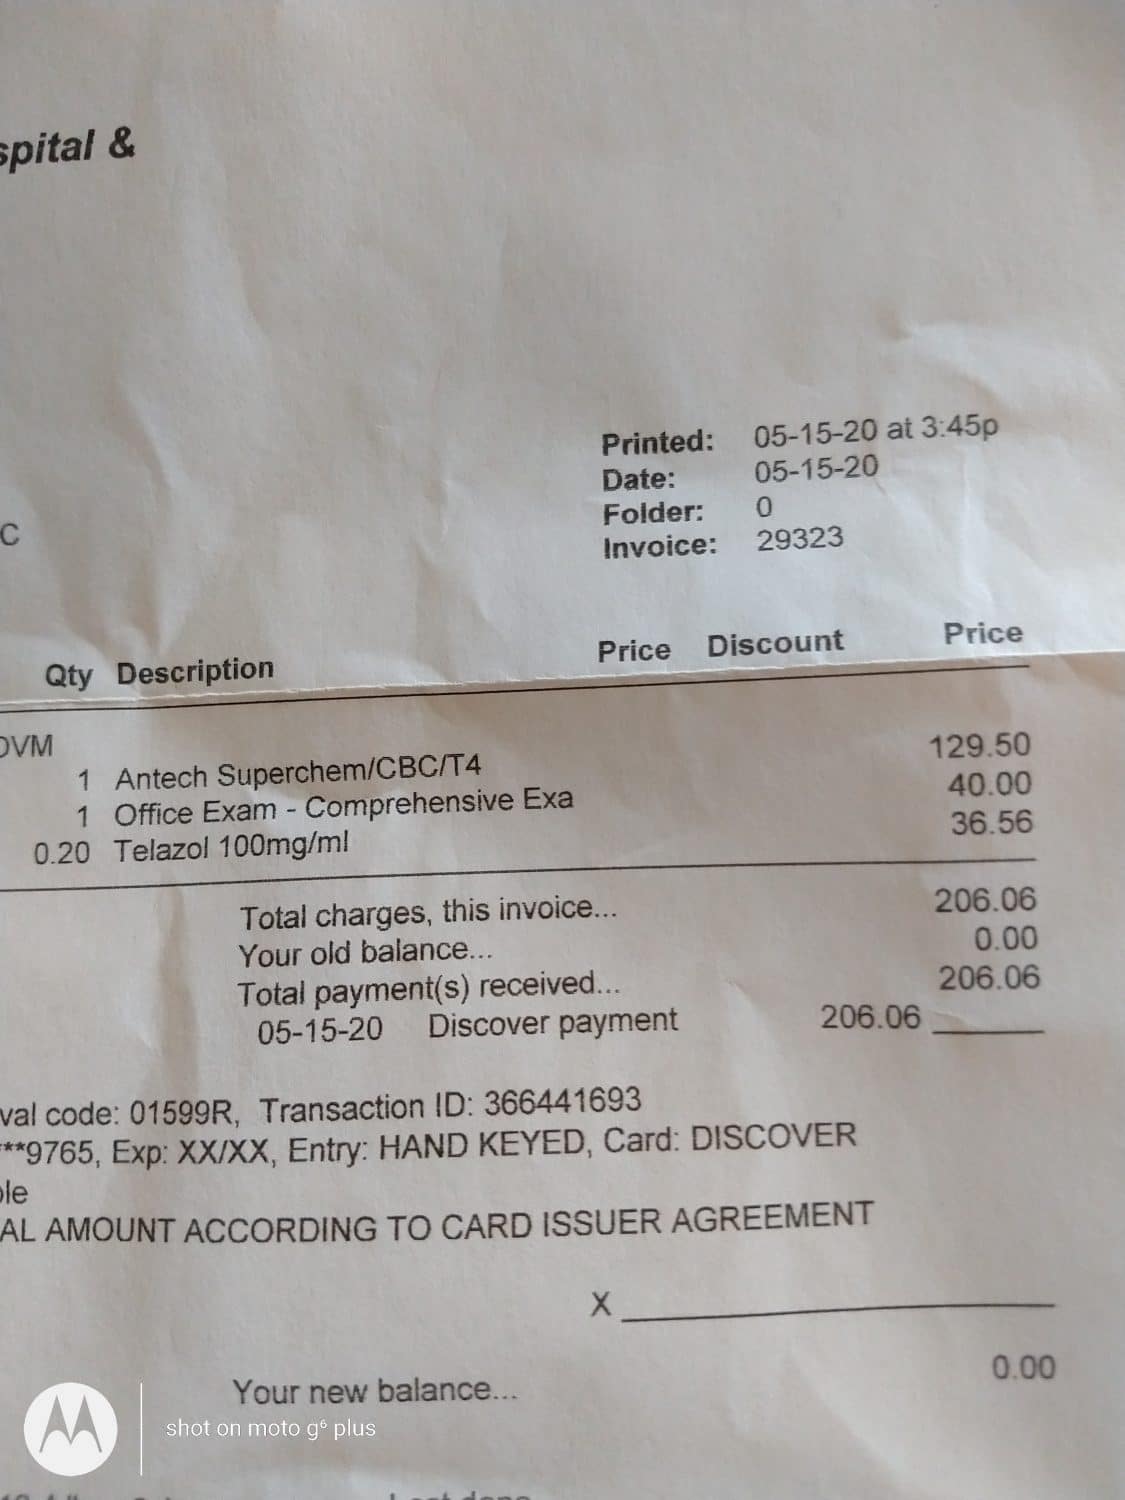 spital &
Printed: 05-15-20 at 3:45p
Date: 05-15-20
Folder: 0
Invoice: 29323
C
Qty Description Price Discount Price
DVM
1 Antech Superchem/CBC/T4 129.50
1 Office Exam - Comprehensive Exa 40.00
0.20 Telazol 100mg/ml 36.56
Total charges, this invoice... 206.06
Your old balance... 0.00
Total payment(s) received... 206.06
05-15-20 Discover payment 206.06
val code: 01599R, Transaction ID: 366441693
***9765, Exp: XX/XX, Entry: HAND KEYED, Card: DISCOVER
ole
AL AMOUNT ACCORDING TO CARD ISSUER AGREEMENT
X
Your new balance... 0.00
shot on moto g⁶ plus